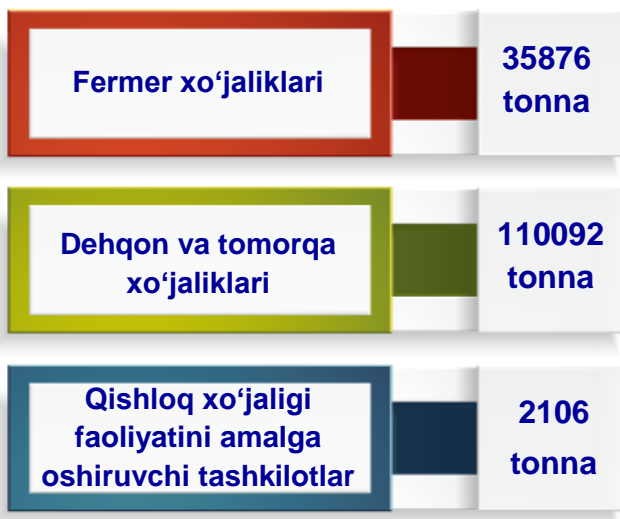 Fermer xo‘jaliklari
35876
tonna
Dehqon va tomorqa
xo‘jaliklari
110092
tonna
Qishloq xo‘jaligi
faoliyatini amalga
oshiruvchi tashkilotlar
2106
tonna